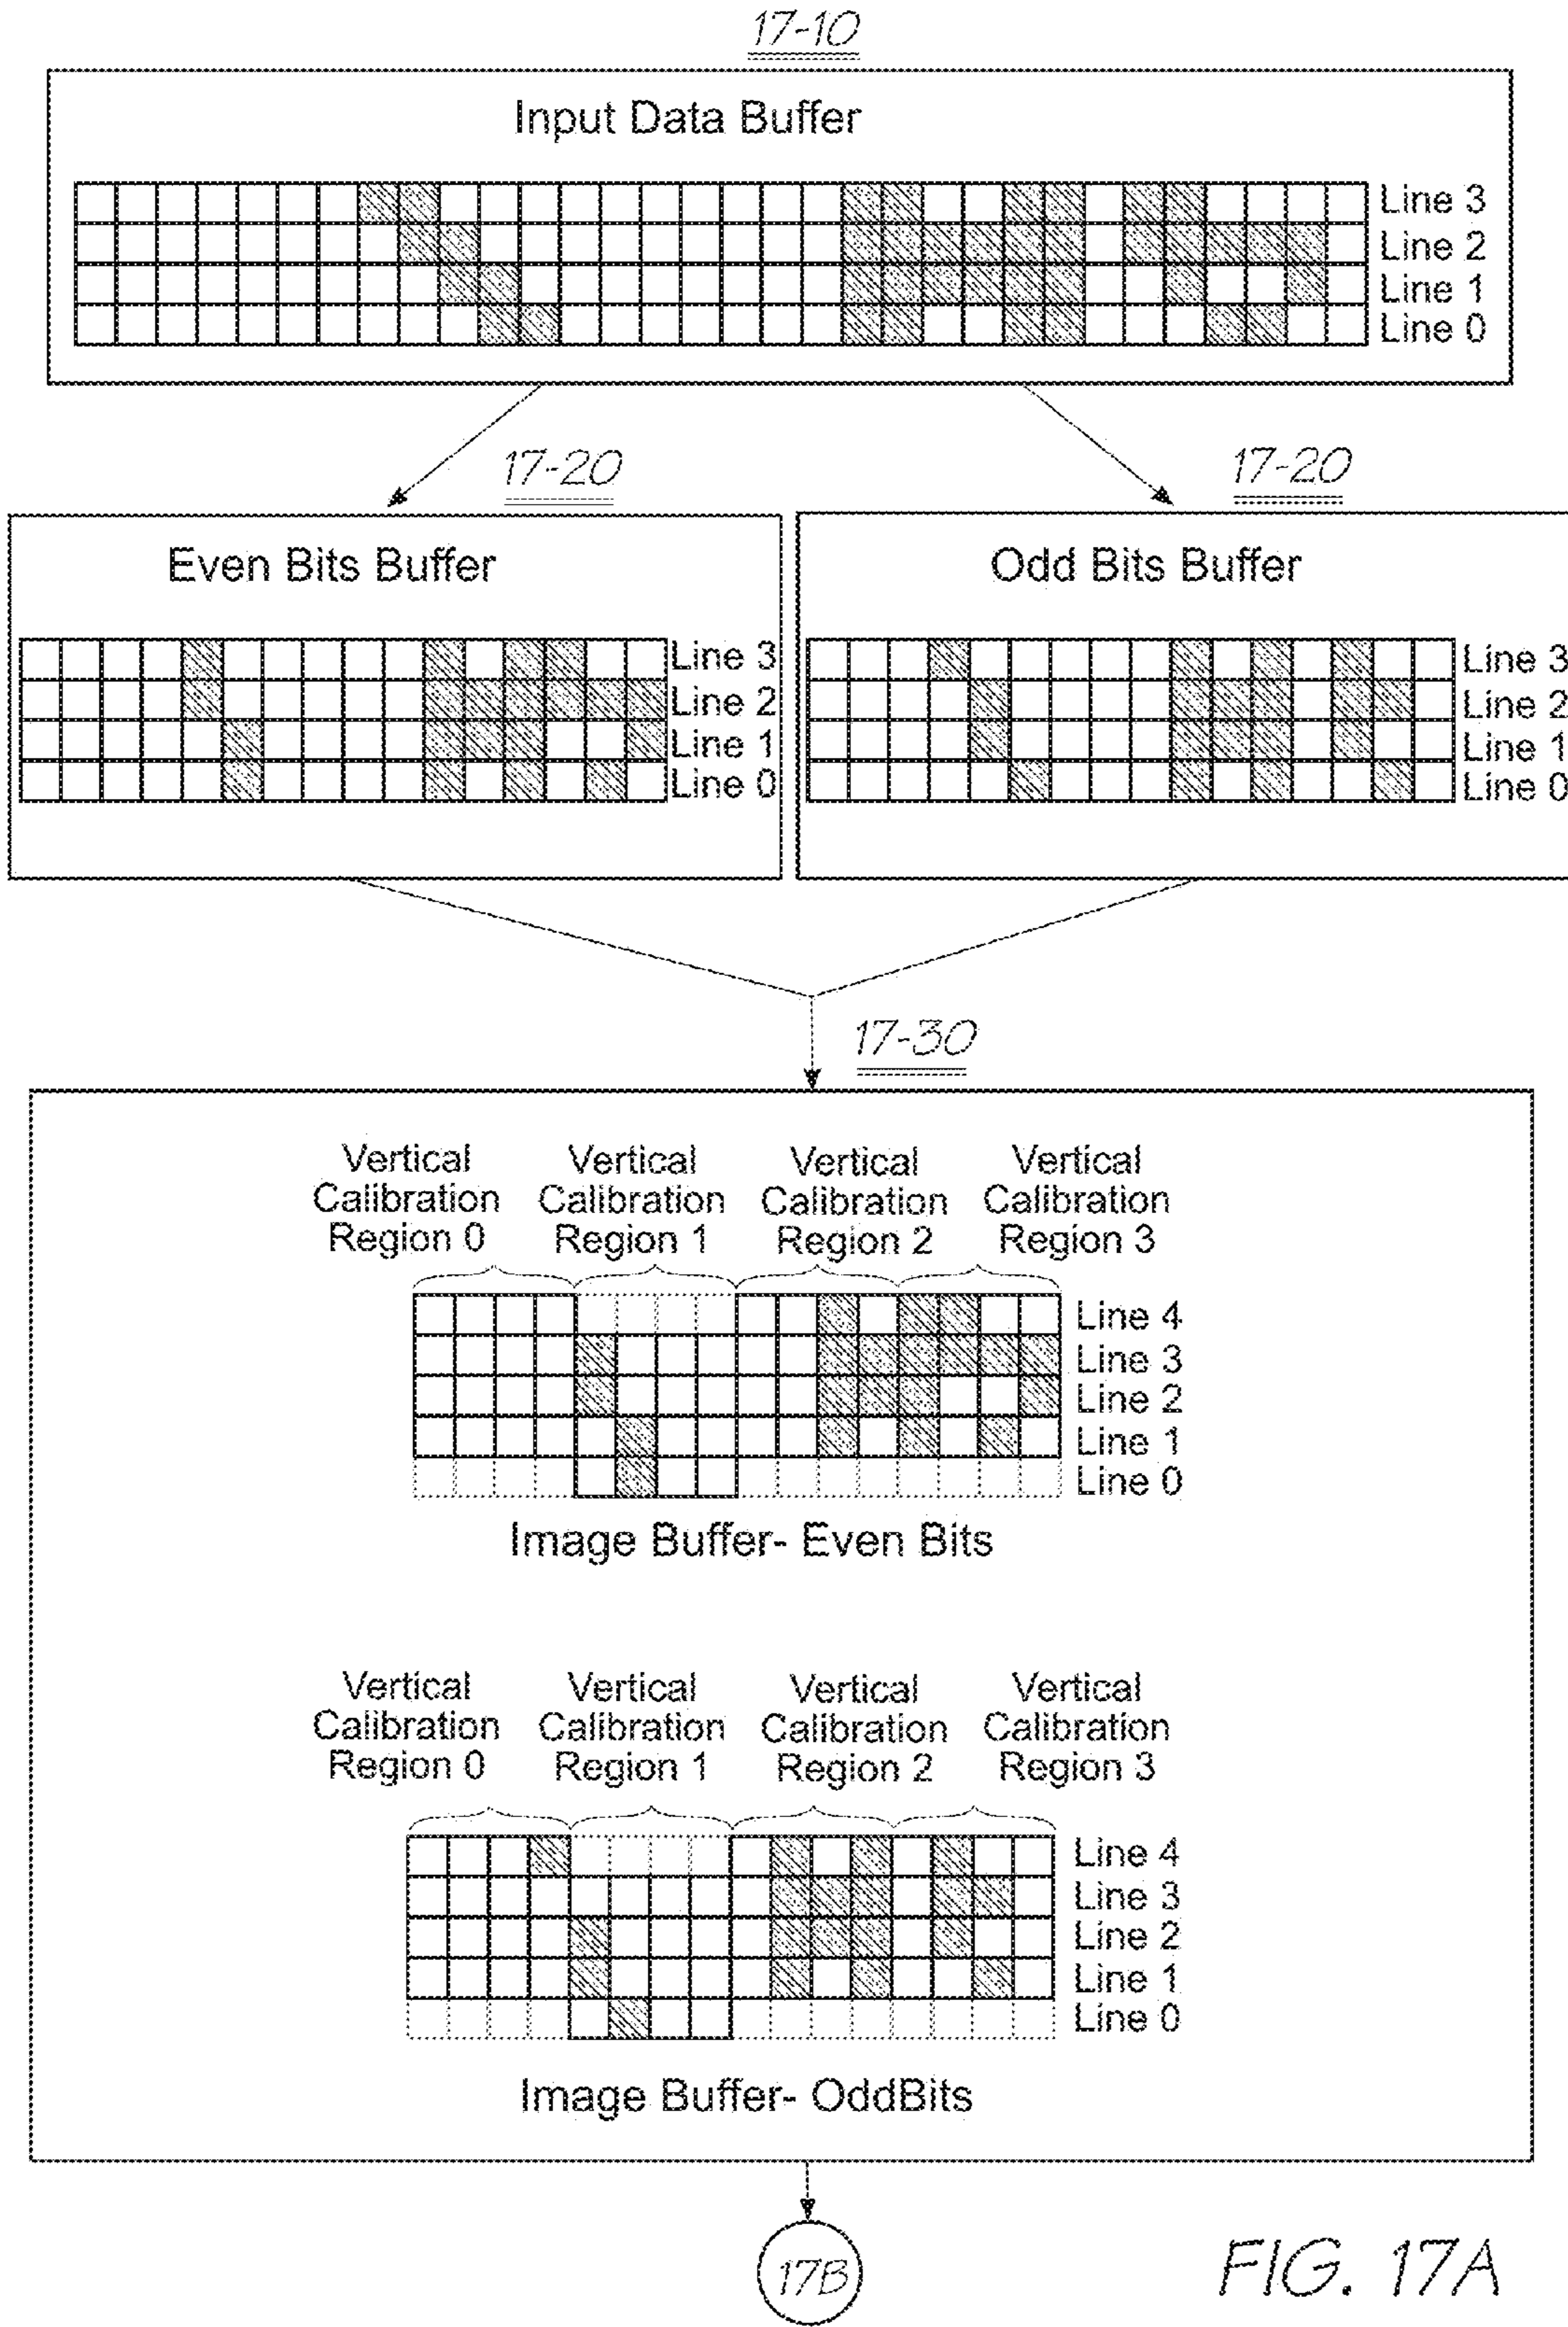 17-10
Input Data Buffer
Line 3
Line 2
Line 1
Line 0
17-20
17-20
Even Bits Buffer
Line 3
Line 2
Line 1
Line 0
Odd Bits Buffer
Line 3
Line 2
Line 1
Line 0
17-30
Vertical Calibration Region 0
Vertical Calibration Region 1
Vertical Calibration Region 2
Vertical Calibration Region 3
Line 4
Line 3
Line 2
Line 1
Line 0
Image Buffer- Even Bits
Vertical Calibration Region 0
Vertical Calibration Region 1
Vertical Calibration Region 2
Vertical Calibration Region 3
Line 4
Line 3
Line 2
Line 1
Line 0
Image Buffer- OddBits
17B
FIG. 17A